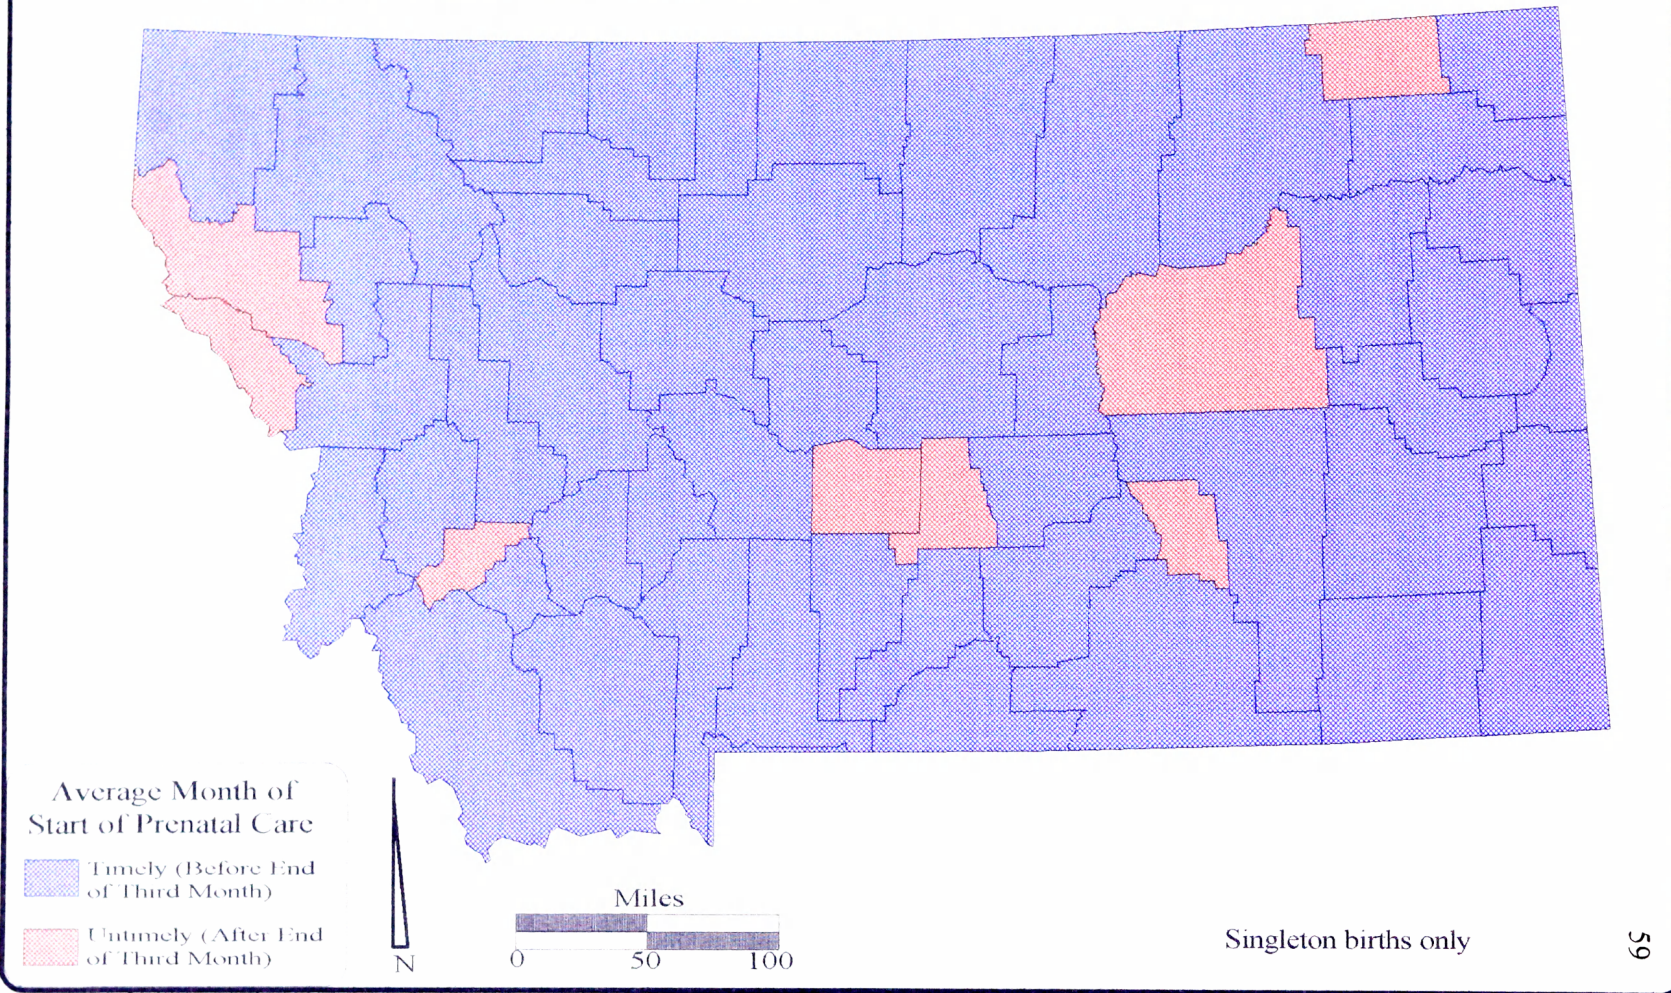 Average Month of
Start of Prenatal Care
Timely (Before End
of Third Month)
Untimely (After End
of Third Month)
N
Miles
0 50 100
Singleton births only
59